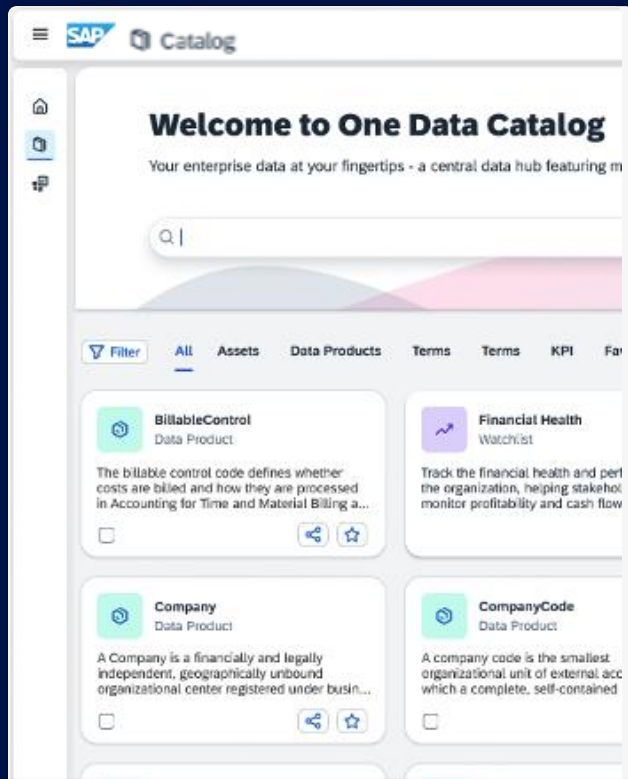 SAP Catalog
Welcome to One Data Catalog
Your enterprise data at your fingertips - a central data hub featuring m
Filter All Assets Data Products Terms Terms KPI Fav
BillableControl
Data Product
The billable control code defines whether
costs are billed and how they are processed
in Accounting for Time and Material Billing a...
Financial Health
Watchlist
Track the financial health and perf
the organization, helping stakehol
monitor profitability and cash flow
Company
Data Product
A Company is a financially and legally
independent, geographically unbound
organizational center registered under busin...
CompanyCode
Data Product
A company code is the smallest
organizational unit of external acc
which a complete, self-contained